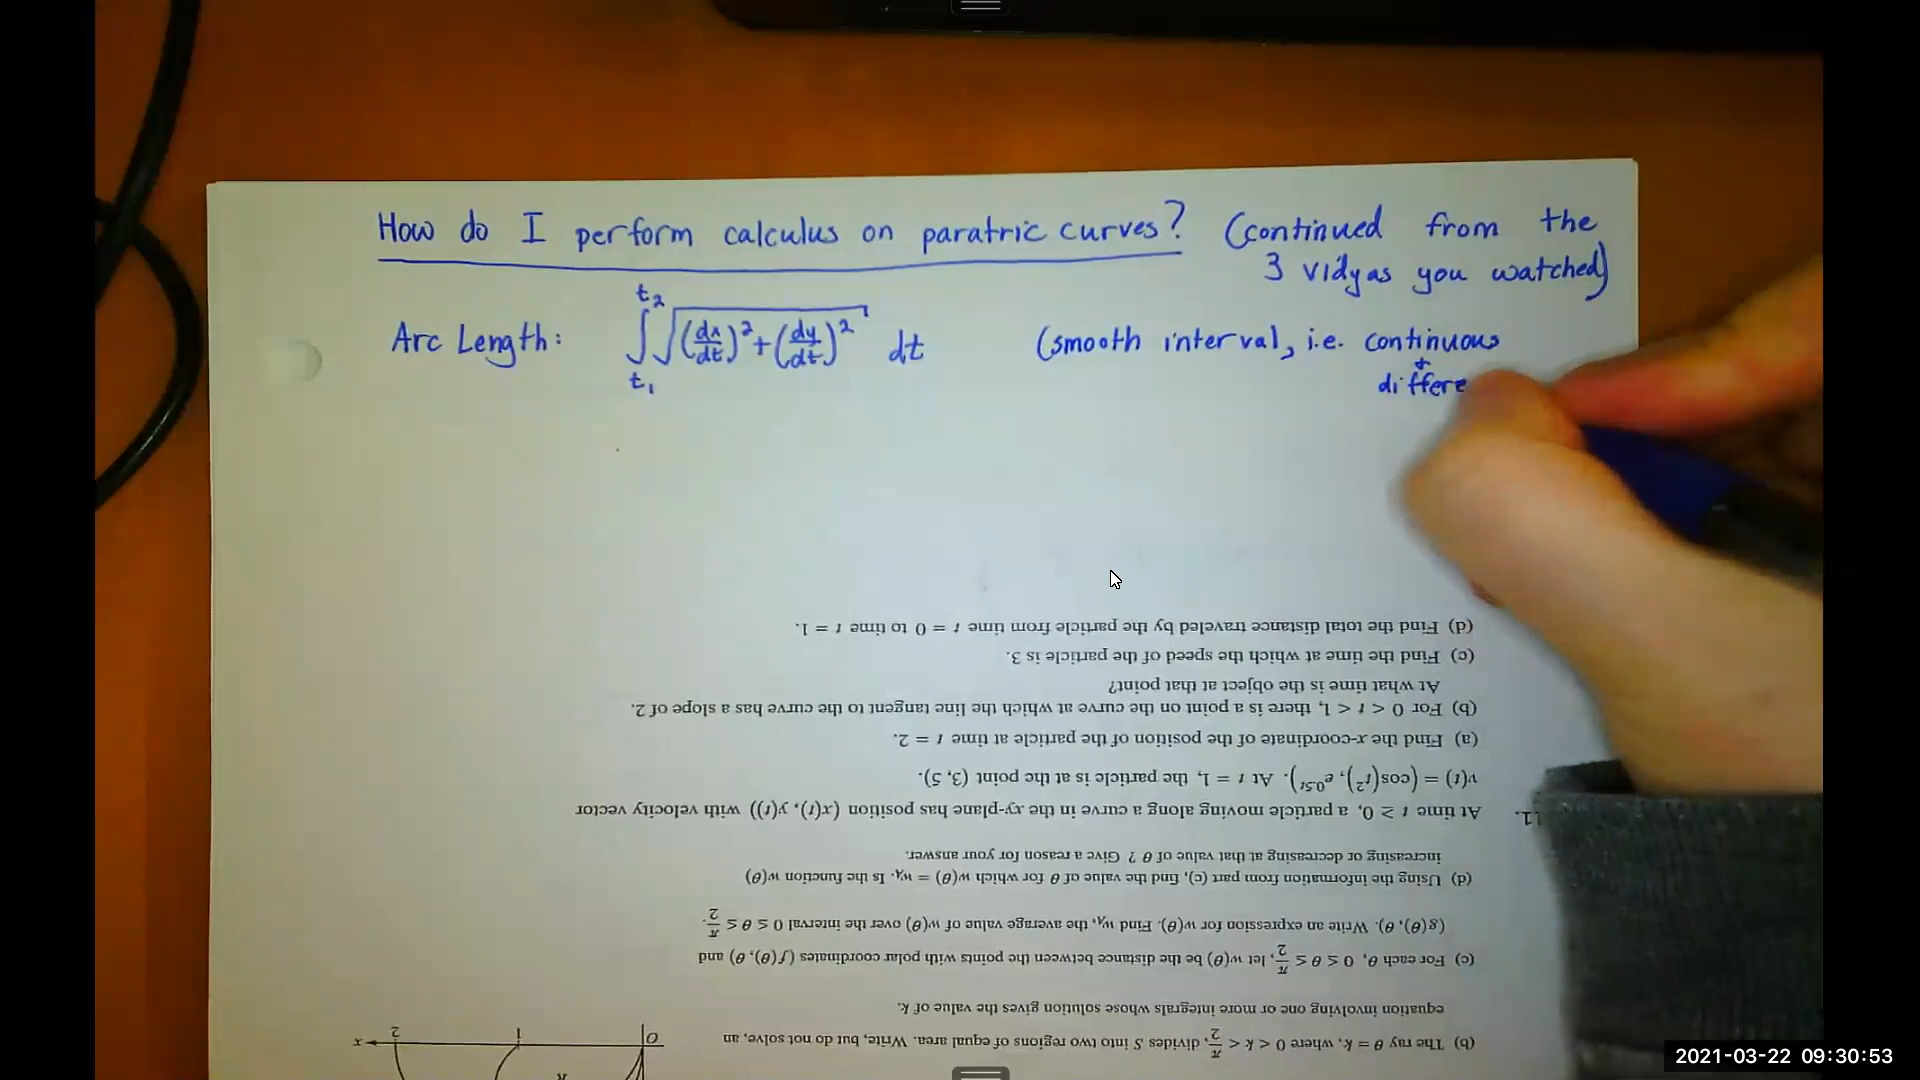 How do I perform calculus on paratric curves? (continued from the
3 vidyas you watched)
Arc Length: ∫_{t₁}^{t₂} √((dx/dt)² + (dy/dt)²) dt (smooth interval, i.e. continuous
+
differe
(b) The ray θ = k, where 0 < k < π/2, divides S into two regions of equal area. Write, but do not solve, an
equation involving one or more integrals whose solution gives the value of k.
(c) For each θ, 0 ≤ θ ≤ π/2, let w(θ) be the distance between the points with polar coordinates (f(θ), θ) and
(g(θ), θ). Write an expression for w(θ). Find w_A, the average value of w(θ) over the interval 0 ≤ θ ≤ π/2.
(d) Using the information from part (c), find the value of θ for which w(θ) = w_A. Is the function w(θ)
increasing or decreasing at that value of θ ? Give a reason for your answer.
11. At time t ≥ 0, a particle moving along a curve in the xy-plane has position (x(t), y(t)) with velocity vector
v(t) = (cos(t²), e^{0.5t}). At t = 1, the particle is at the point (3, 5).
(a) Find the x-coordinate of the position of the particle at time t = 2.
(b) For 0 < t < 1, there is a point on the curve at which the line tangent to the curve has a slope of 2.
At what time is the object at that point?
(c) Find the time at which the speed of the particle is 3.
(d) Find the total distance traveled by the particle from time t = 0 to time t = 1.
O 1 2 x
2021-03-22 09:30:53